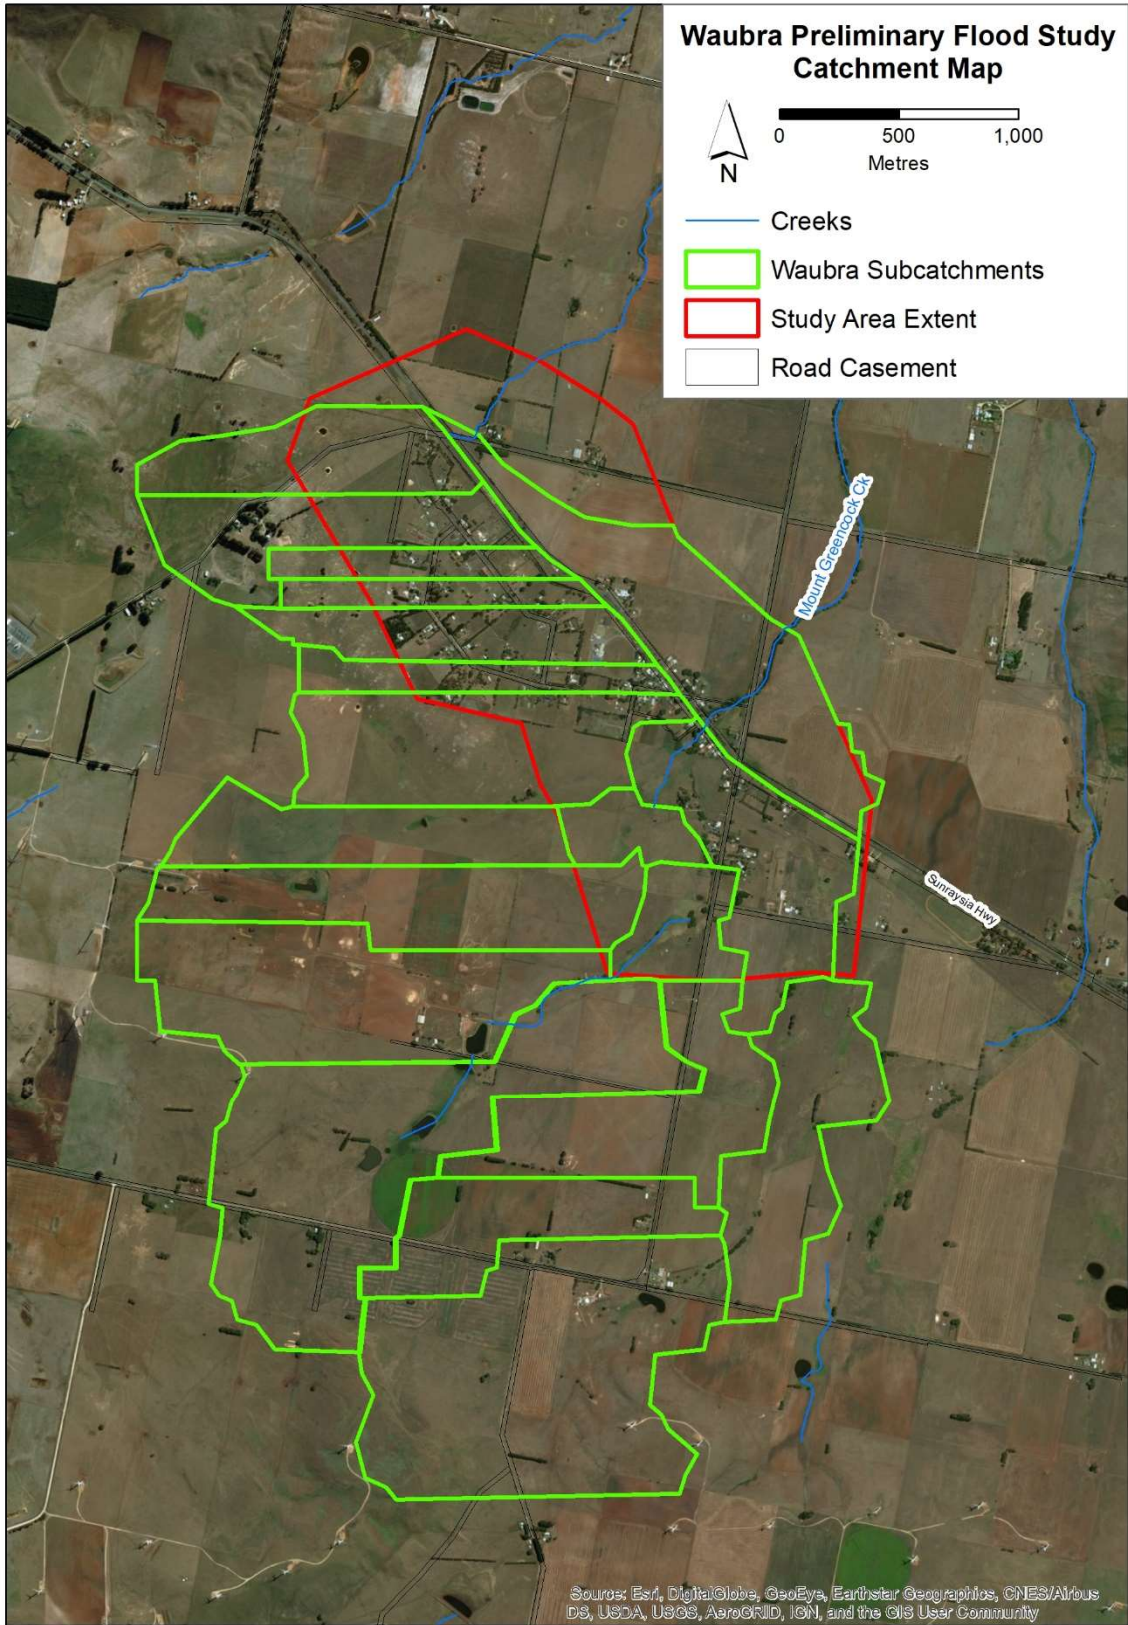 Waubra Preliminary Flood Study
Catchment Map
0 500 1,000
Metres
N
Creeks
Waubra Subcatchments
Study Area Extent
Road Casement
Mount Greencock Ck
Sunraysia Hwy
Source: Esri, DigitalGlobe, GeoEye, Earthstar Geographics, CNES/Airbus
DS, USDA, USGS, AeroGRID, IGN, and the GIS User Community